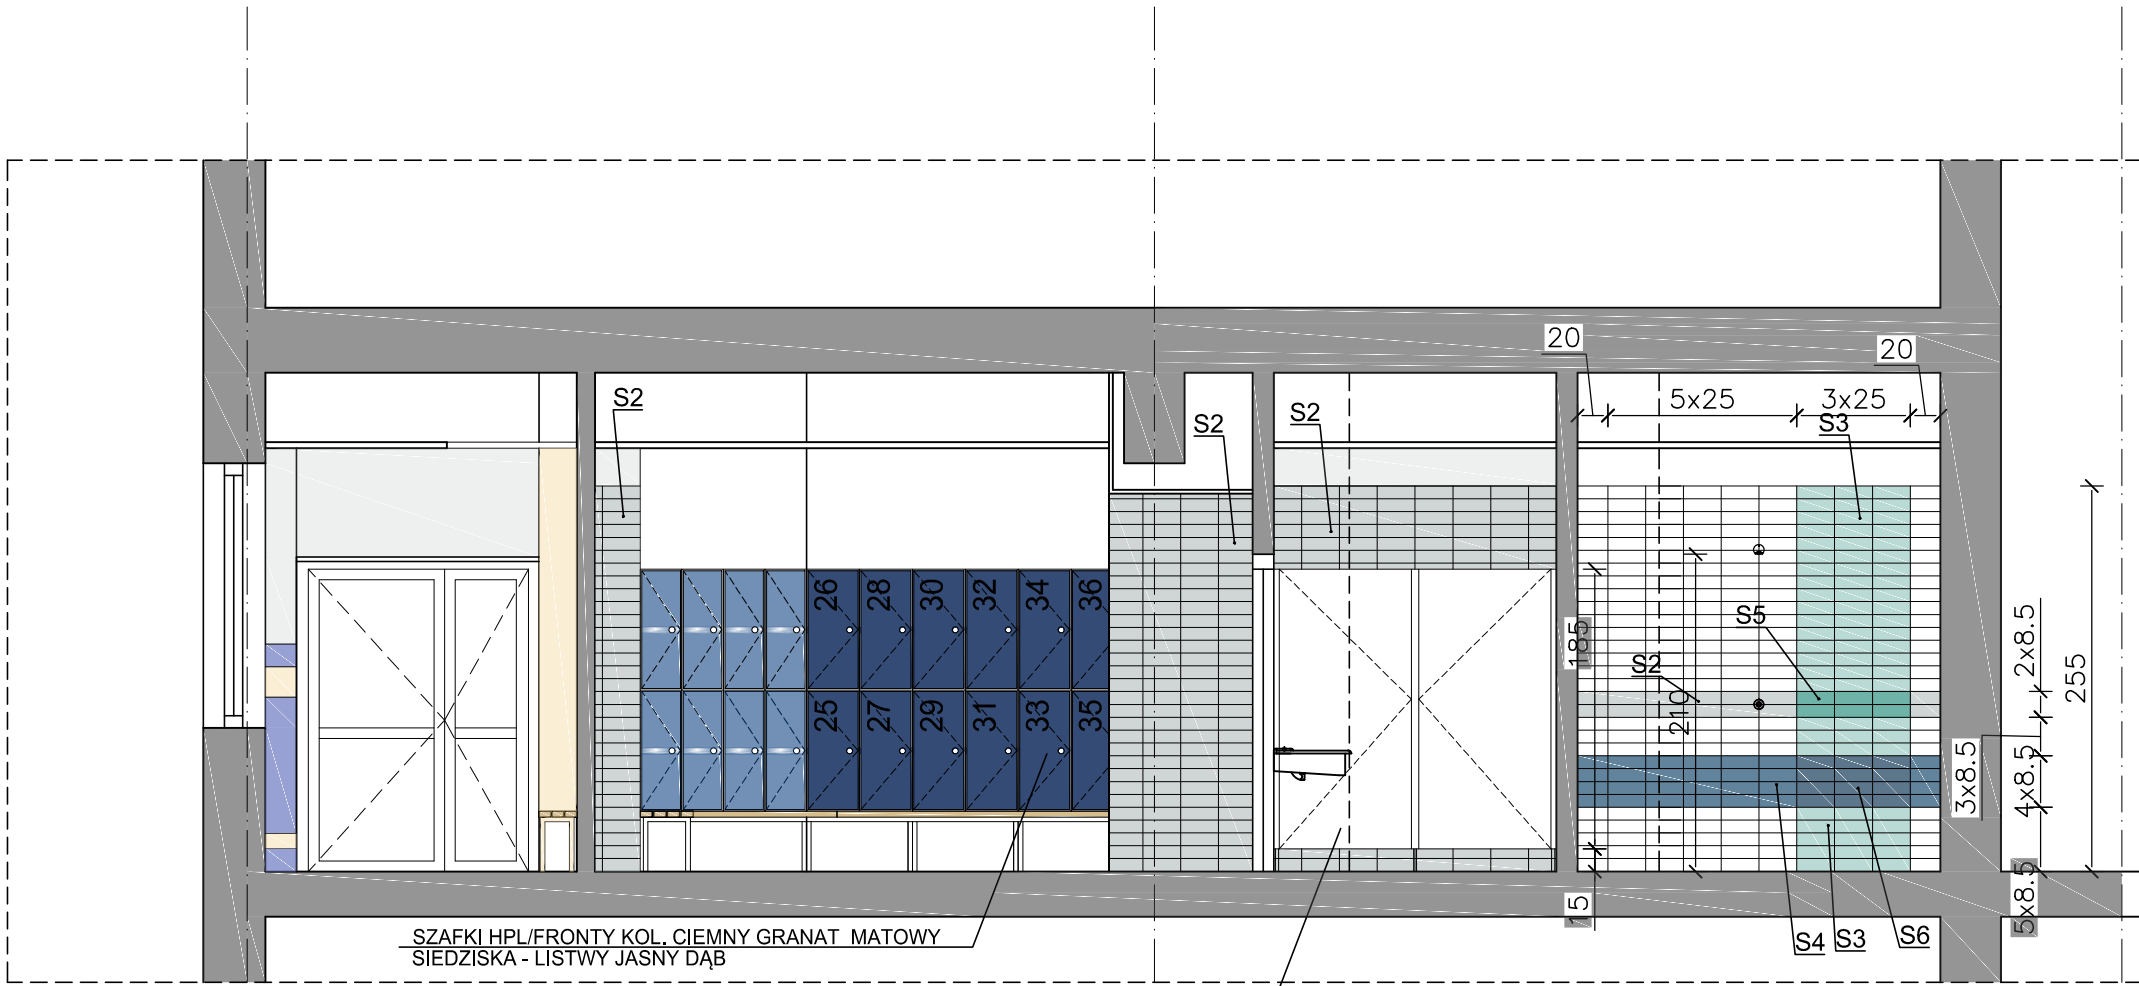 20
20
5x25
3x25
S2
S2
S2
S3
26
28
30
32
34
36
25
27
29
31
33
35
185
S2
210
S5
2x8.5
255
3x8.5
4x8.5
5x8.5
15
S4
S3
S6
SZAFKI HPL/FRONTY KOL. CIEMNY GRANAT MATOWY
SIEDZISKA - LISTWY JASNY DĄB